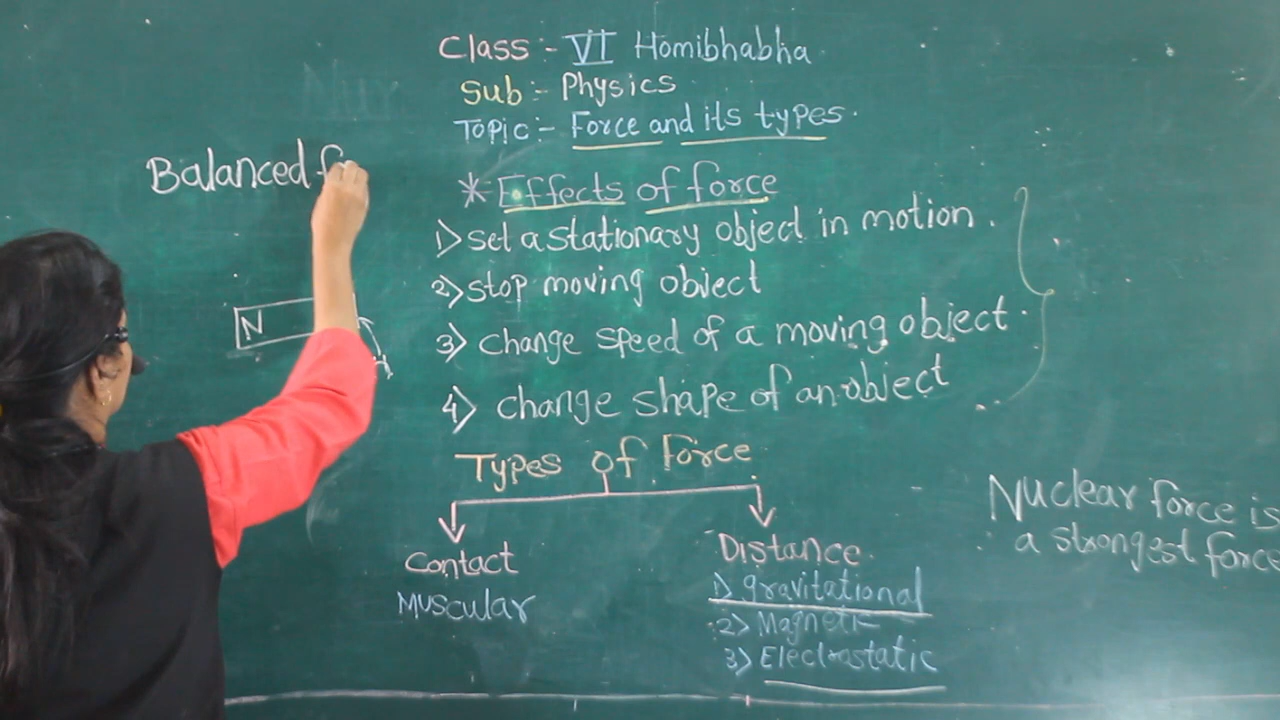 Class :- VI Homibhabha
Sub :- Physics
Topic :- Force and its types.
Balanced f
* Effects of force
1) set a stationary object in motion.
2) stop moving object
N
3) change speed of a moving object.
4) change shape of an object
Types of Force
Contact
Muscular
Distance
1) gravitational
2) Magnetic
3) Electrostatic
Nuclear force is
a strongest force